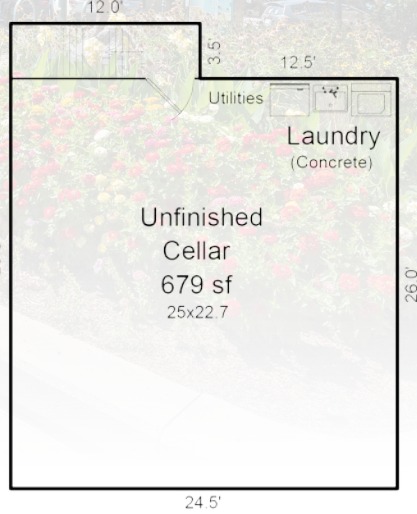 12.0'
3.5'
12.5'
Utilities
Laundry
(Concrete)
Unfinished
Cellar
679 sf
25x22.7
26.0'
24.5'